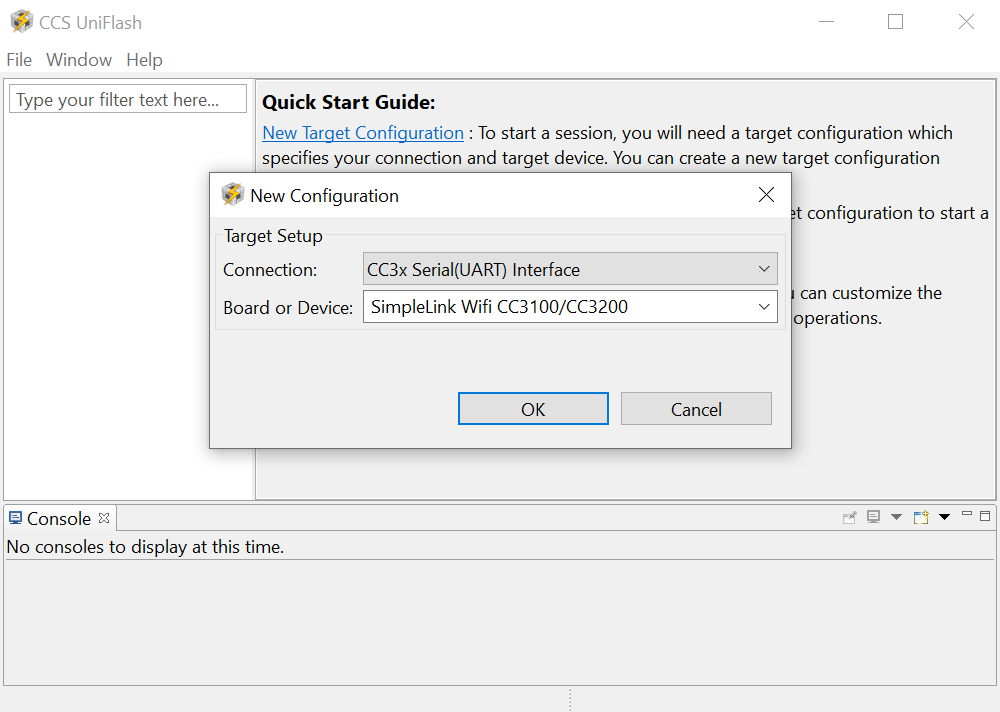 CCS UniFlash
File Window Help
Type your filter text here...
Quick Start Guide:
New Target Configuration : To start a session, you will need a target configuration which
specifies your connection and target device. You can create a new target configuration
New Configuration
et configuration to start a
Target Setup
Connection: CC3x Serial(UART) Interface
can customize the
Board or Device: SimpleLink Wifi CC3100/CC3200
operations.
OK Cancel
Console
No consoles to display at this time.